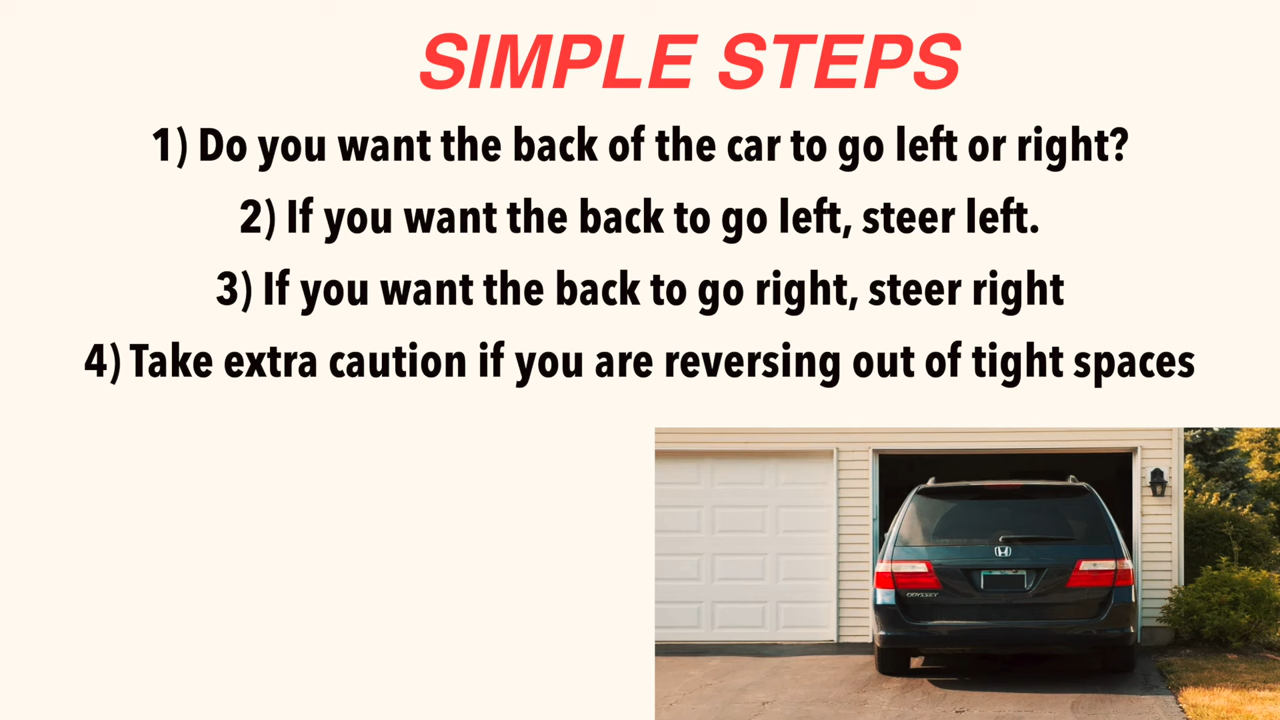 SIMPLE STEPS
1) Do you want the back of the car to go left or right?
2) If you want the back to go left, steer left.
3) If you want the back to go right, steer right
4) Take extra caution if you are reversing out of tight spaces
ODYSSEY